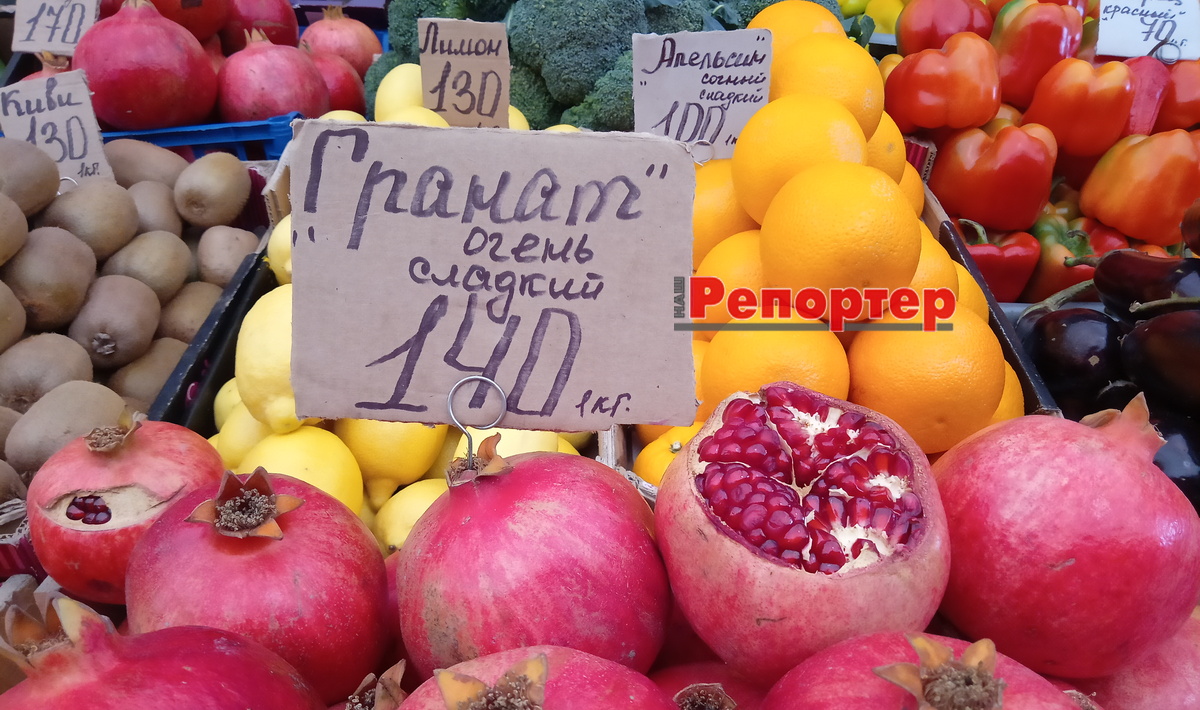 170
Киви
130
1кг.
Лимон
130
"Апельсин"
сочный
сладкий
100
красный"
70
"Гранат"
очень
сладкий
140 1кг.
НАШ Репортер